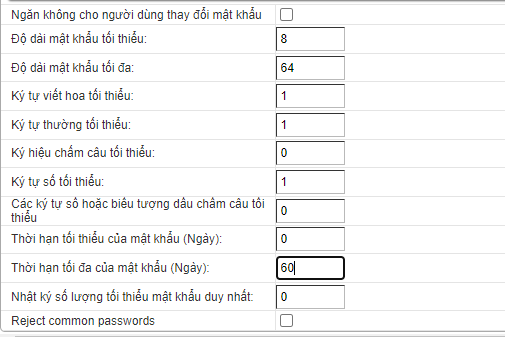 Ngăn không cho người dùng thay đổi mật khẩu
Độ dài mật khẩu tối thiểu: 8
Độ dài mật khẩu tối đa: 64
Ký tự viết hoa tối thiểu: 1
Ký tự thường tối thiểu: 1
Ký hiệu chấm câu tối thiểu: 0
Ký tự số tối thiểu: 1
Các ký tự số hoặc biểu tượng dấu chấm câu tối
thiểu 0
Thời hạn tối thiểu của mật khẩu (Ngày): 0
Thời hạn tối đa của mật khẩu (Ngày): 60
Nhật ký số lượng tối thiểu mật khẩu duy nhất: 0
Reject common passwords